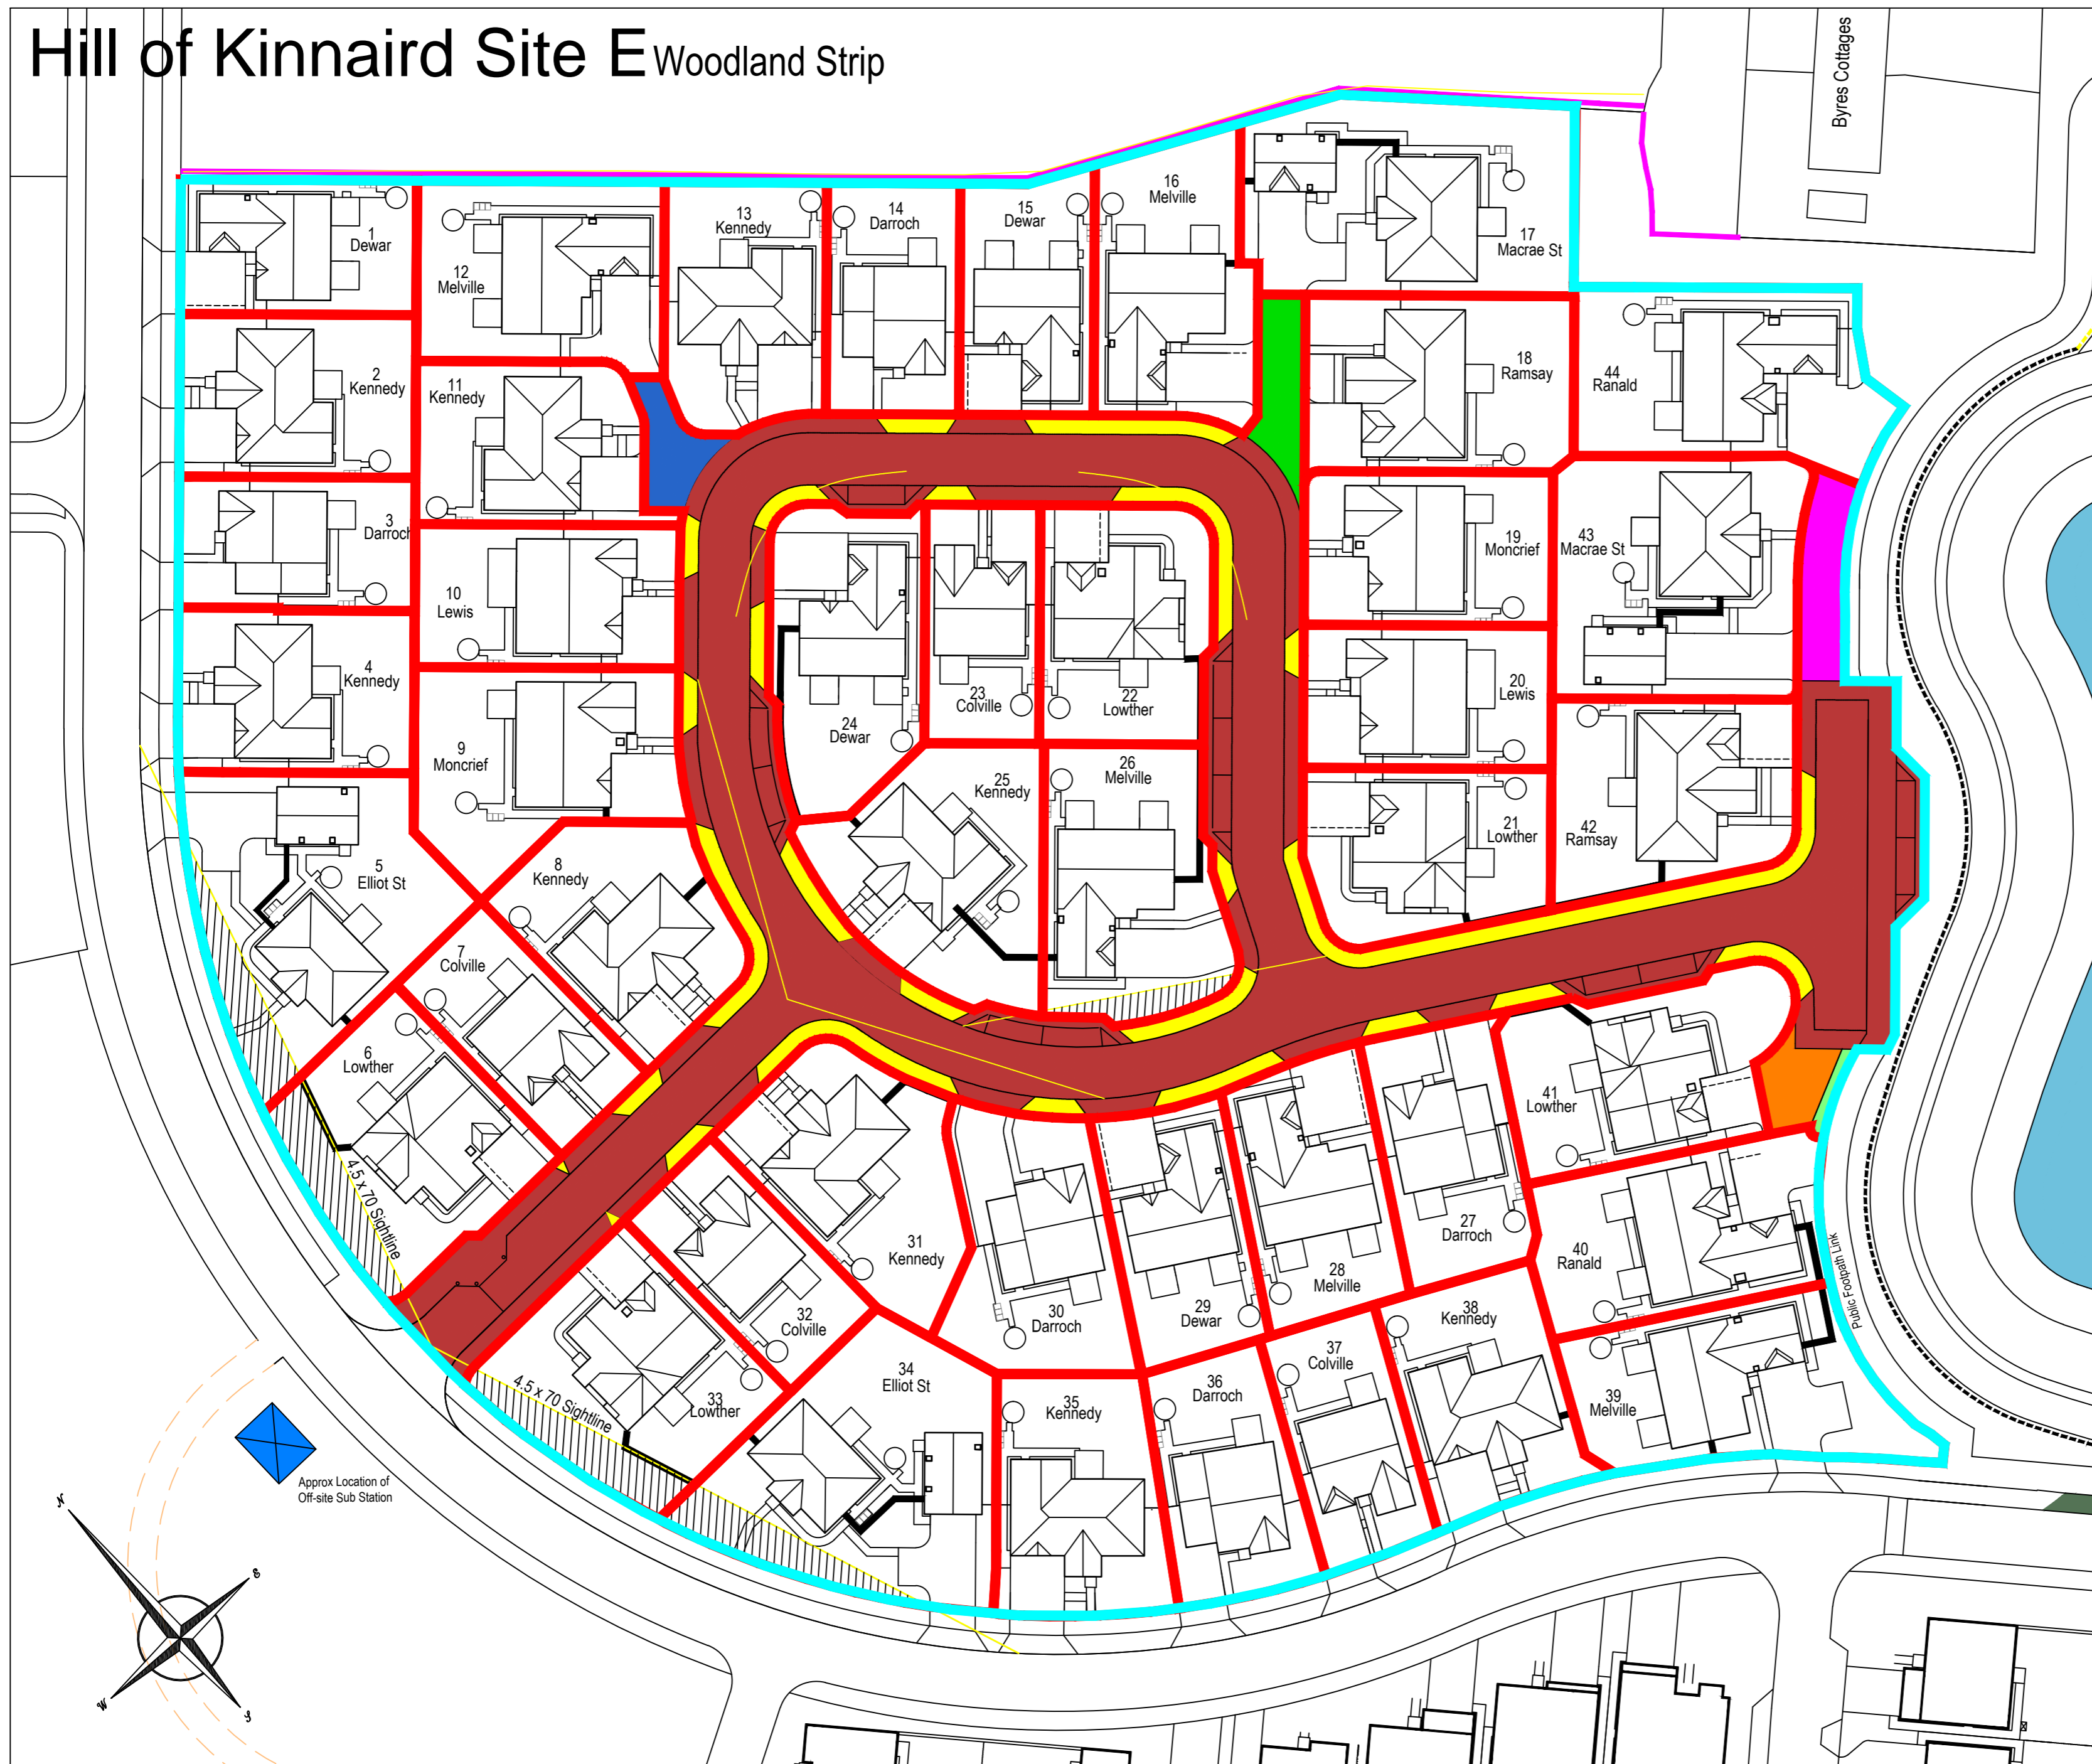 Hill of Kinnaird Site E Woodland Strip
Byres Cottages
1
Dewar
12
Melville
13
Kennedy
14
Darroch
15
Dewar
16
Melville
17
Macrae St
2
Kennedy
11
Kennedy
18
Ramsay
44
Ranald
3
Darroch
10
Lewis
19
Moncrief
43
Macrae St
4
Kennedy
9
Moncrief
24
Dewar
23
Colville
22
Lowther
20
Lewis
5
Elliot St
8
Kennedy
25
Kennedy
26
Melville
21
Lowther
42
Ramsay
7
Colville
6
Lowther
41
Lowther
4.5 x 70 Sightline
31
Kennedy
30
Darroch
29
Dewar
28
Melville
27
Darroch
40
Ranald
Public Footpath Link
32
Colville
33
Lowther
34
Elliot St
35
Kennedy
36
Darroch
37
Colville
38
Kennedy
39
Melville
4.5 x 70 Sightline
Approx Location of
Off-site Sub Station
N
E
W
S